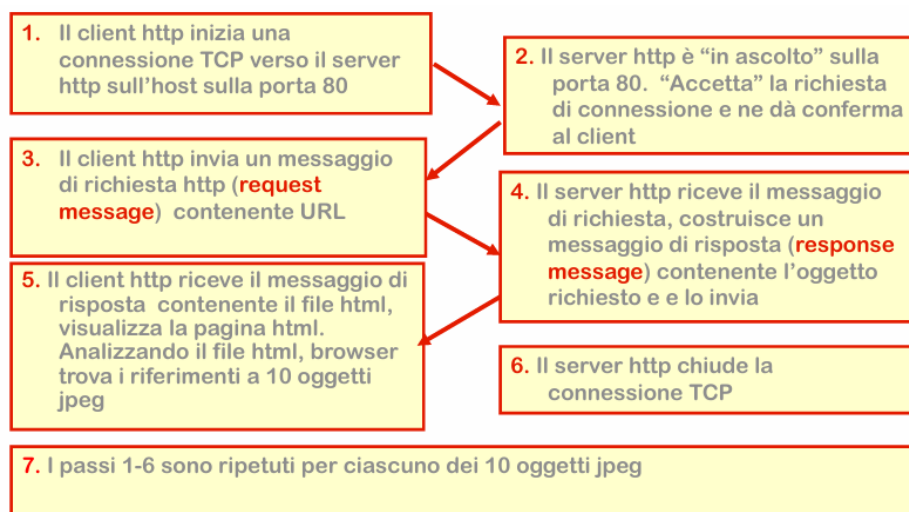 1. Il client http inizia una
connessione TCP verso il server
http sull'host sulla porta 80
2. Il server http è “in ascolto” sulla
porta 80. “Accetta” la richiesta
di connessione e ne dà conferma
al client
3. Il client http invia un messaggio
di richiesta http (request
message) contenente URL
4. Il server http riceve il messaggio
di richiesta, costruisce un
messaggio di risposta (response
message) contenente l'oggetto
richiesto e e lo invia
5. Il client http riceve il messaggio di
risposta contenente il file html,
visualizza la pagina html.
Analizzando il file html, browser
trova i riferimenti a 10 oggetti
jpeg
6. Il server http chiude la
connessione TCP
7. I passi 1-6 sono ripetuti per ciascuno dei 10 oggetti jpeg